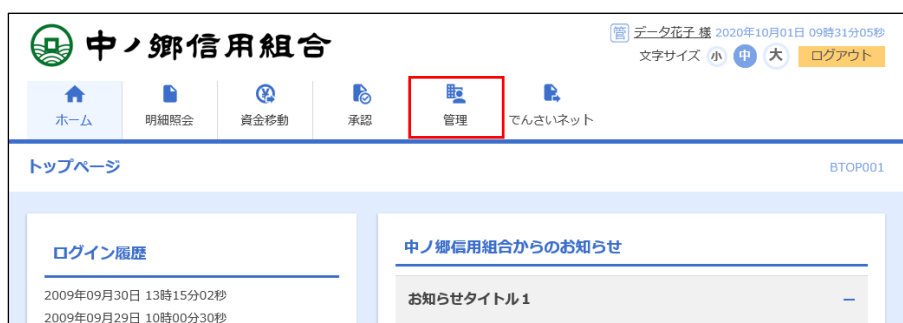 中ノ郷信用組合
管 データ花子 様 2020年10月01日 09時31分05秒
文字サイズ 小 中 大 ログアウト
ホーム 明細照会 資金移動 承認 管理 でんさいネット
トップページ
BTOP001
ログイン履歴
2009年09月30日 13時15分02秒
2009年09月29日 10時00分30秒
中ノ郷信用組合からのお知らせ
お知らせタイトル1